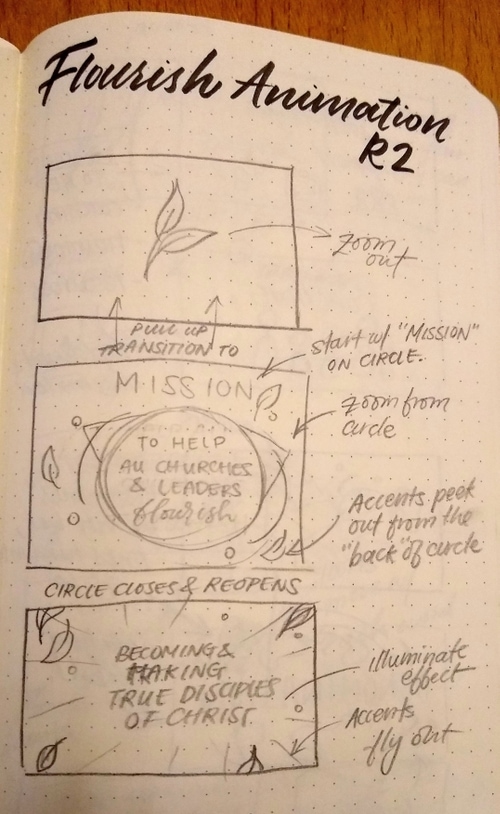 Flourish Animation
R2
Zoom
out
PULL UP
TRANSITION TO
start w/ "MISSION"
ON CIRCLE.
MISSION
Zoom from
circle
TO HELP
ALL CHURCHES
& LEADERS
flourish
Accents peek
out from the
"back" of circle
CIRCLE CLOSES & REOPENS
BECOMING &
MAKING
TRUE DISCIPLES
OF CHRIST.
illuminate
effect
Accents
fly out